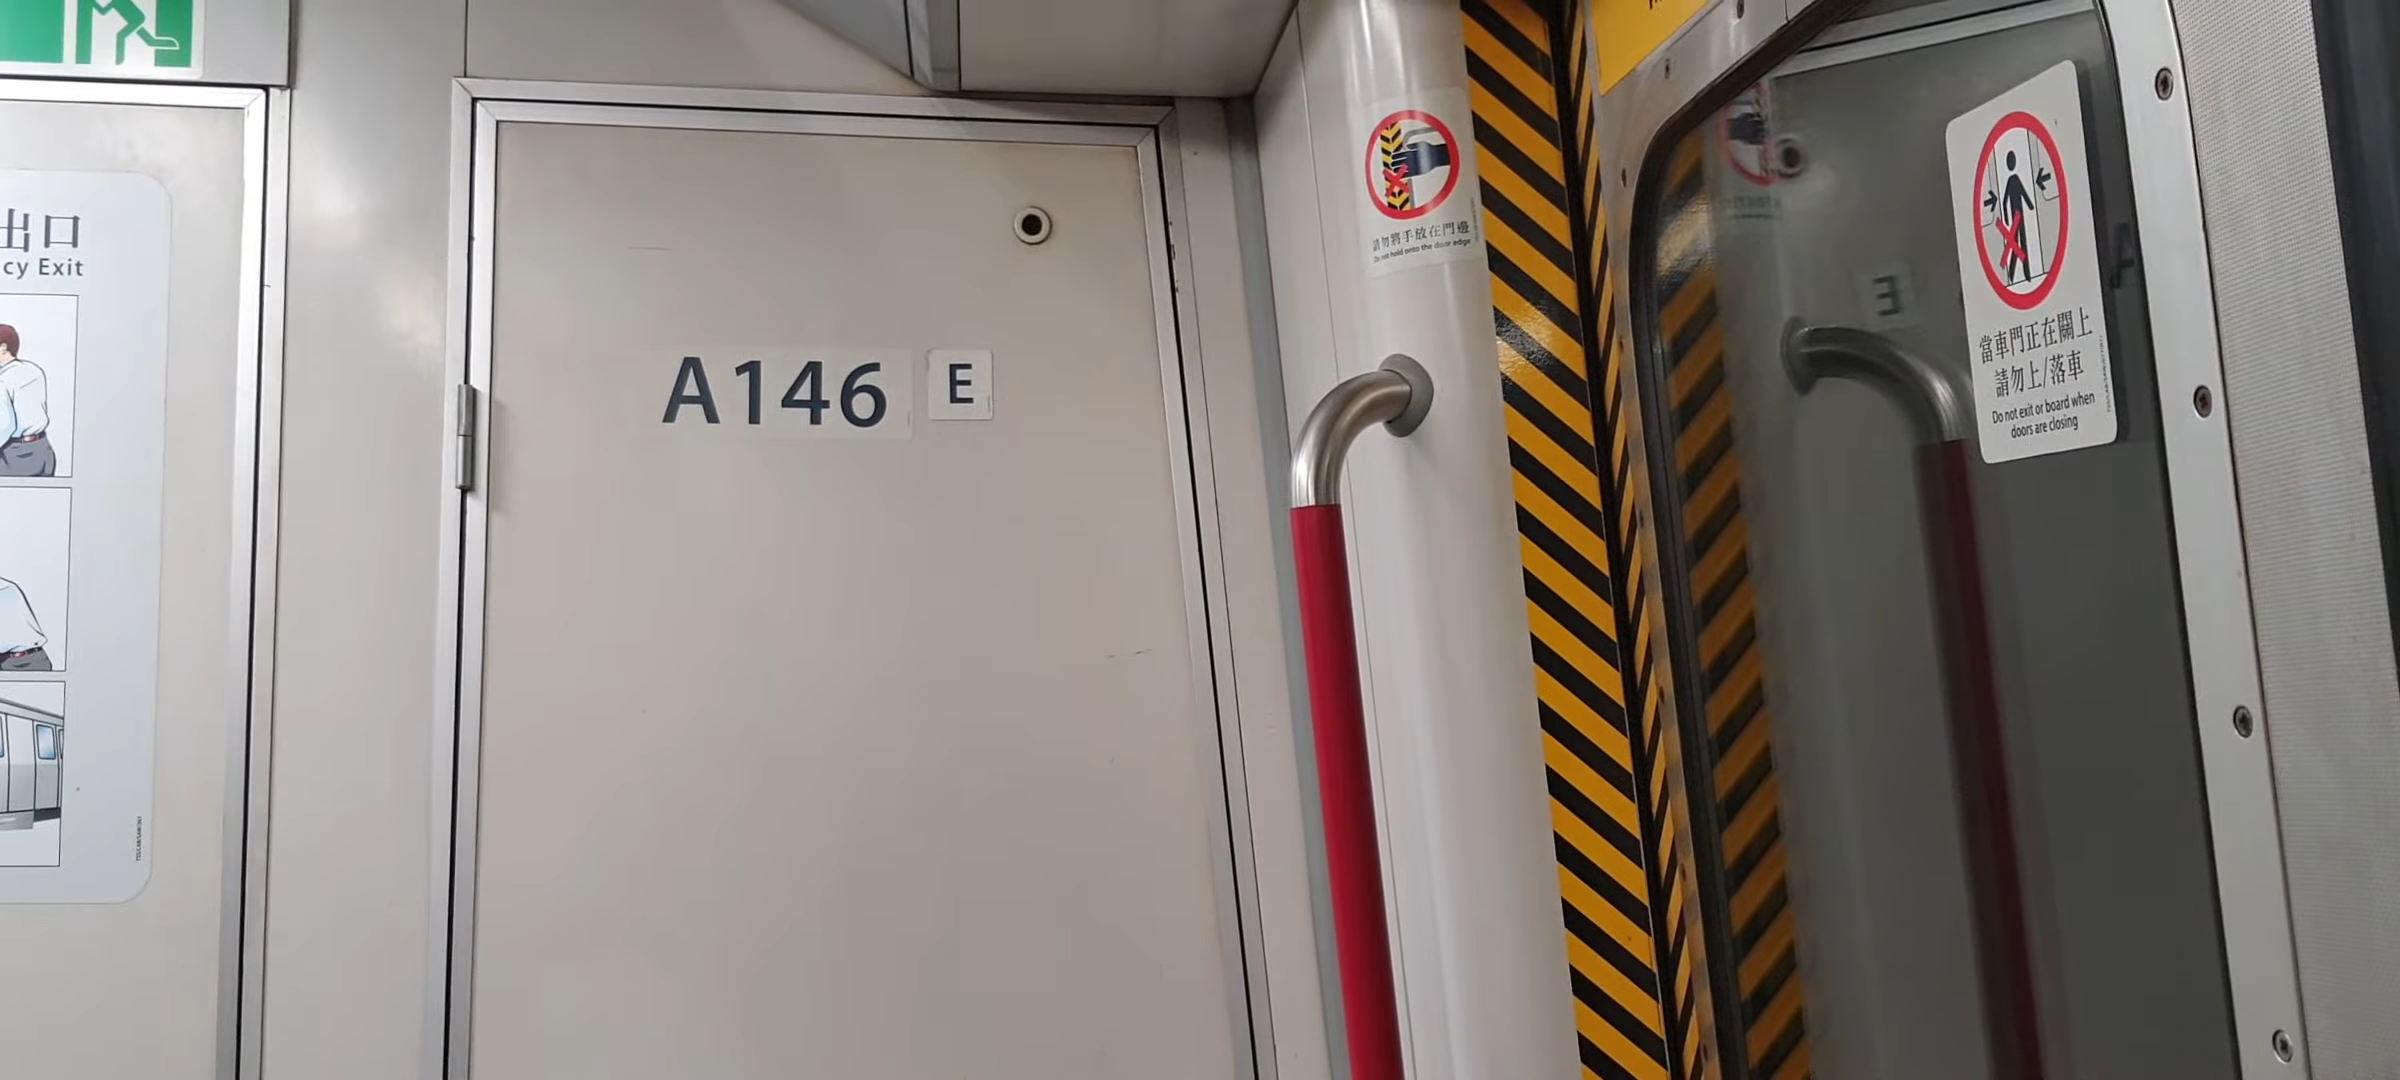 出口
cy Exit
A146
E
請勿將手放在門邊
Do not hold onto the door edge
當車門正在關上
請勿上/落車
Do not exit or board when
doors are closing